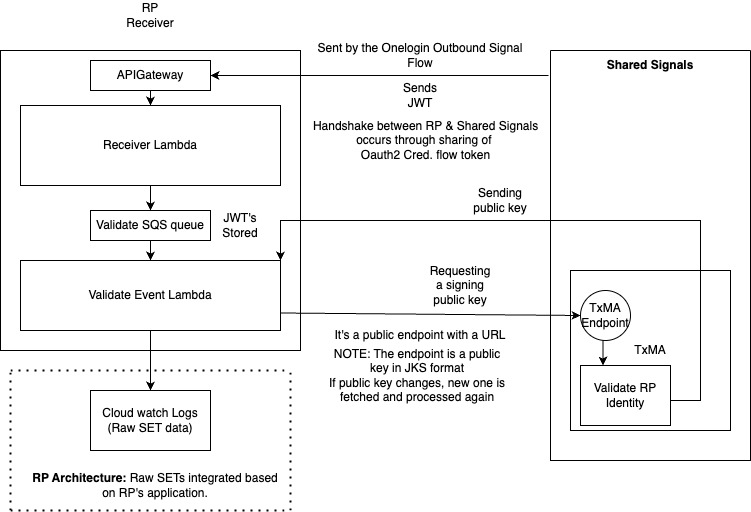 RP
Receiver
Sent by the Onelogin Outbound Signal
Flow
Shared Signals
APIGateway
Sends
JWT
Handshake between RP & Shared Signals
occurs through sharing of
Oauth2 Cred. flow token
Receiver Lambda
Sending
public key
Validate SQS queue
JWT's
Stored
Requesting
a signing
public key
Validate Event Lambda
TxMA
Endpoint
It's a public endpoint with a URL
NOTE: The endpoint is a public
key in JKS format
If public key changes, new one is
fetched and processed again
TxMA
Validate RP
Identity
Cloud watch Logs
(Raw SET data)
RP Architecture: Raw SETs integrated based
on RP's application.